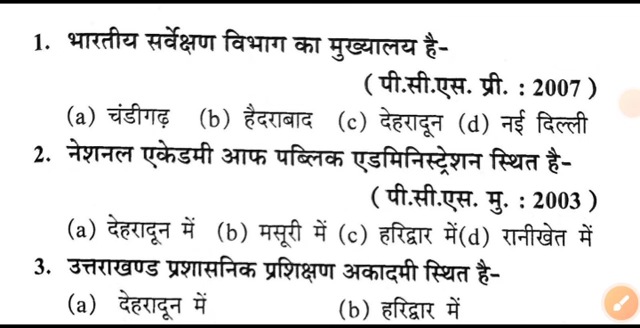 1. भारतीय सर्वेक्षण विभाग का मुख्यालय है-
( पी.सी.एस. प्री. : 2007 )
(a) चंडीगढ़ (b) हैदराबाद (c) देहरादून (d) नई दिल्ली
2. नेशनल एकेडमी आफ पब्लिक एडमिनिस्ट्रेशन स्थित है-
( पी.सी.एस. मु. : 2003 )
(a) देहरादून में (b) मसूरी में (c) हरिद्वार में(d) रानीखेत में
3. उत्तराखण्ड प्रशासनिक प्रशिक्षण अकादमी स्थित है-
(a) देहरादून में (b) हरिद्वार में